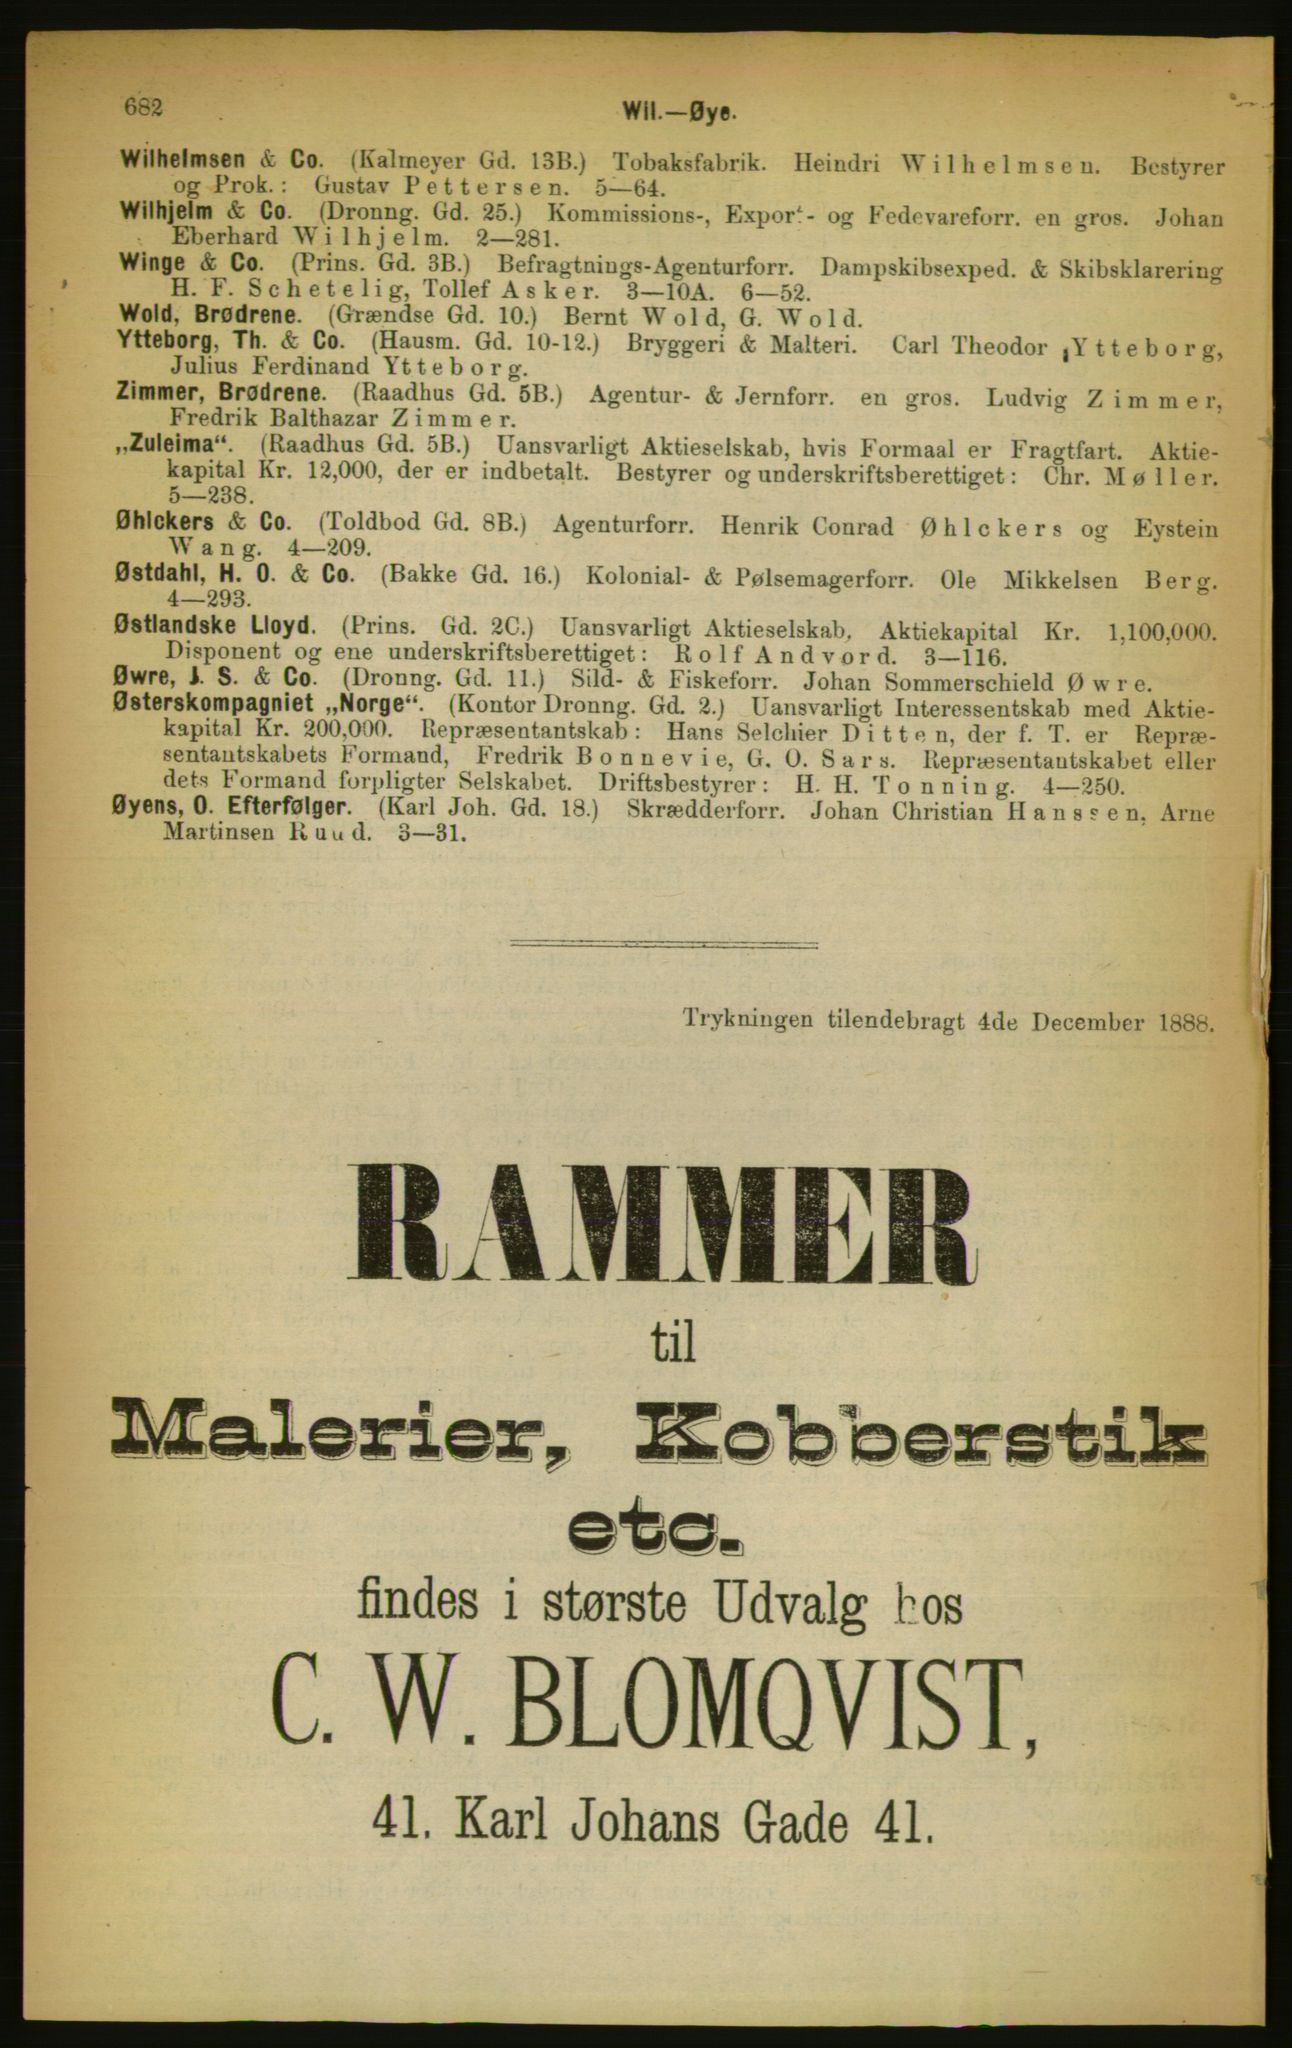 682
Wil.—Øye.
Wilhelmsen & Co. (Kalmeyer Gd. 13B.) Tobaksfabrik. Heindri Wilhelmsen. Bestyrer
og Prok.: Gustav Pettersen. 5—64.
Wilhjelm & Co. (Dronng. Gd. 25.) Kommissions-, Export- og Fedevareforr. en gros. Johan
Eberhard Wilhjelm. 2—281.
Winge & Co. (Prins. Gd. 3B.) Befragtnings-Agenturforr. Dampskibsexped. & Skibsklarering
H. F. Schetelig, Tollef Asker. 3—10A. 6—52.
Wold, Brødrene. (Grændse Gd. 10.) Bernt Wold, G. Wold.
Ytteborg, Th. & Co. (Hausm. Gd. 10-12.) Bryggeri & Malteri. Carl Theodor Ytteborg,
Julius Ferdinand Ytteborg.
Zimmer, Brødrene. (Raadhus Gd. 5B.) Agentur- & Jernforr. en gros. Ludvig Zimmer,
Fredrik Balthazar Zimmer.
„Zuleima“. (Raadhus Gd. 5B.) Uansvarligt Aktieselskab, hvis Formaal er Fragtfart. Aktie-
kapital Kr. 12,000, der er indbetalt. Bestyrer og underskriftsberettiget: Chr. Møller.
5—238.
Øhlckers & Co. (Toldbod Gd. 8B.) Agenturforr. Henrik Conrad Øhlckers og Eystein
Wang. 4—209.
Østdahl, H. O. & Co. (Bakke Gd. 16.) Kolonial- & Pølsemagerforr. Ole Mikkelsen Berg.
4—293.
Østlandske Lloyd. (Prins. Gd. 2C.) Uansvarligt Aktieselskab, Aktiekapital Kr. 1,100,000.
Disponent og ene underskriftsberettiget: Rolf Andvord. 3—116.
Øwre, J. S. & Co. (Dronng. Gd. 11.) Sild- & Fiskeforr. Johan Sommerschield Øwre.
Østerskompagniet „Norge“. (Kontor Dronng. Gd. 2.) Uansvarligt Interessentskab med Aktie-
kapital Kr. 200,000. Repræsentantskab: Hans Selchier Ditten, der f. T. er Repræ-
sentantskabets Formand, Fredrik Bonnevie, G. O. Sars. Repræsentantskabet eller
dets Formand forpligter Selskabet. Driftsbestyrer: H. H. Tonning. 4—250.
Øyens, O. Efterfølger. (Karl Joh. Gd. 18.) Skrædderforr. Johan Christian Hanssen, Arne
Martinsen Ruud. 3—31.
Trykningen tilendebragt 4de December 1888.
RAMMER
til
Malerier, Kobberstik
etc.
findes i største Udvalg hos
C. W. BLOMQVIST,
41. Karl Johans Gade 41.